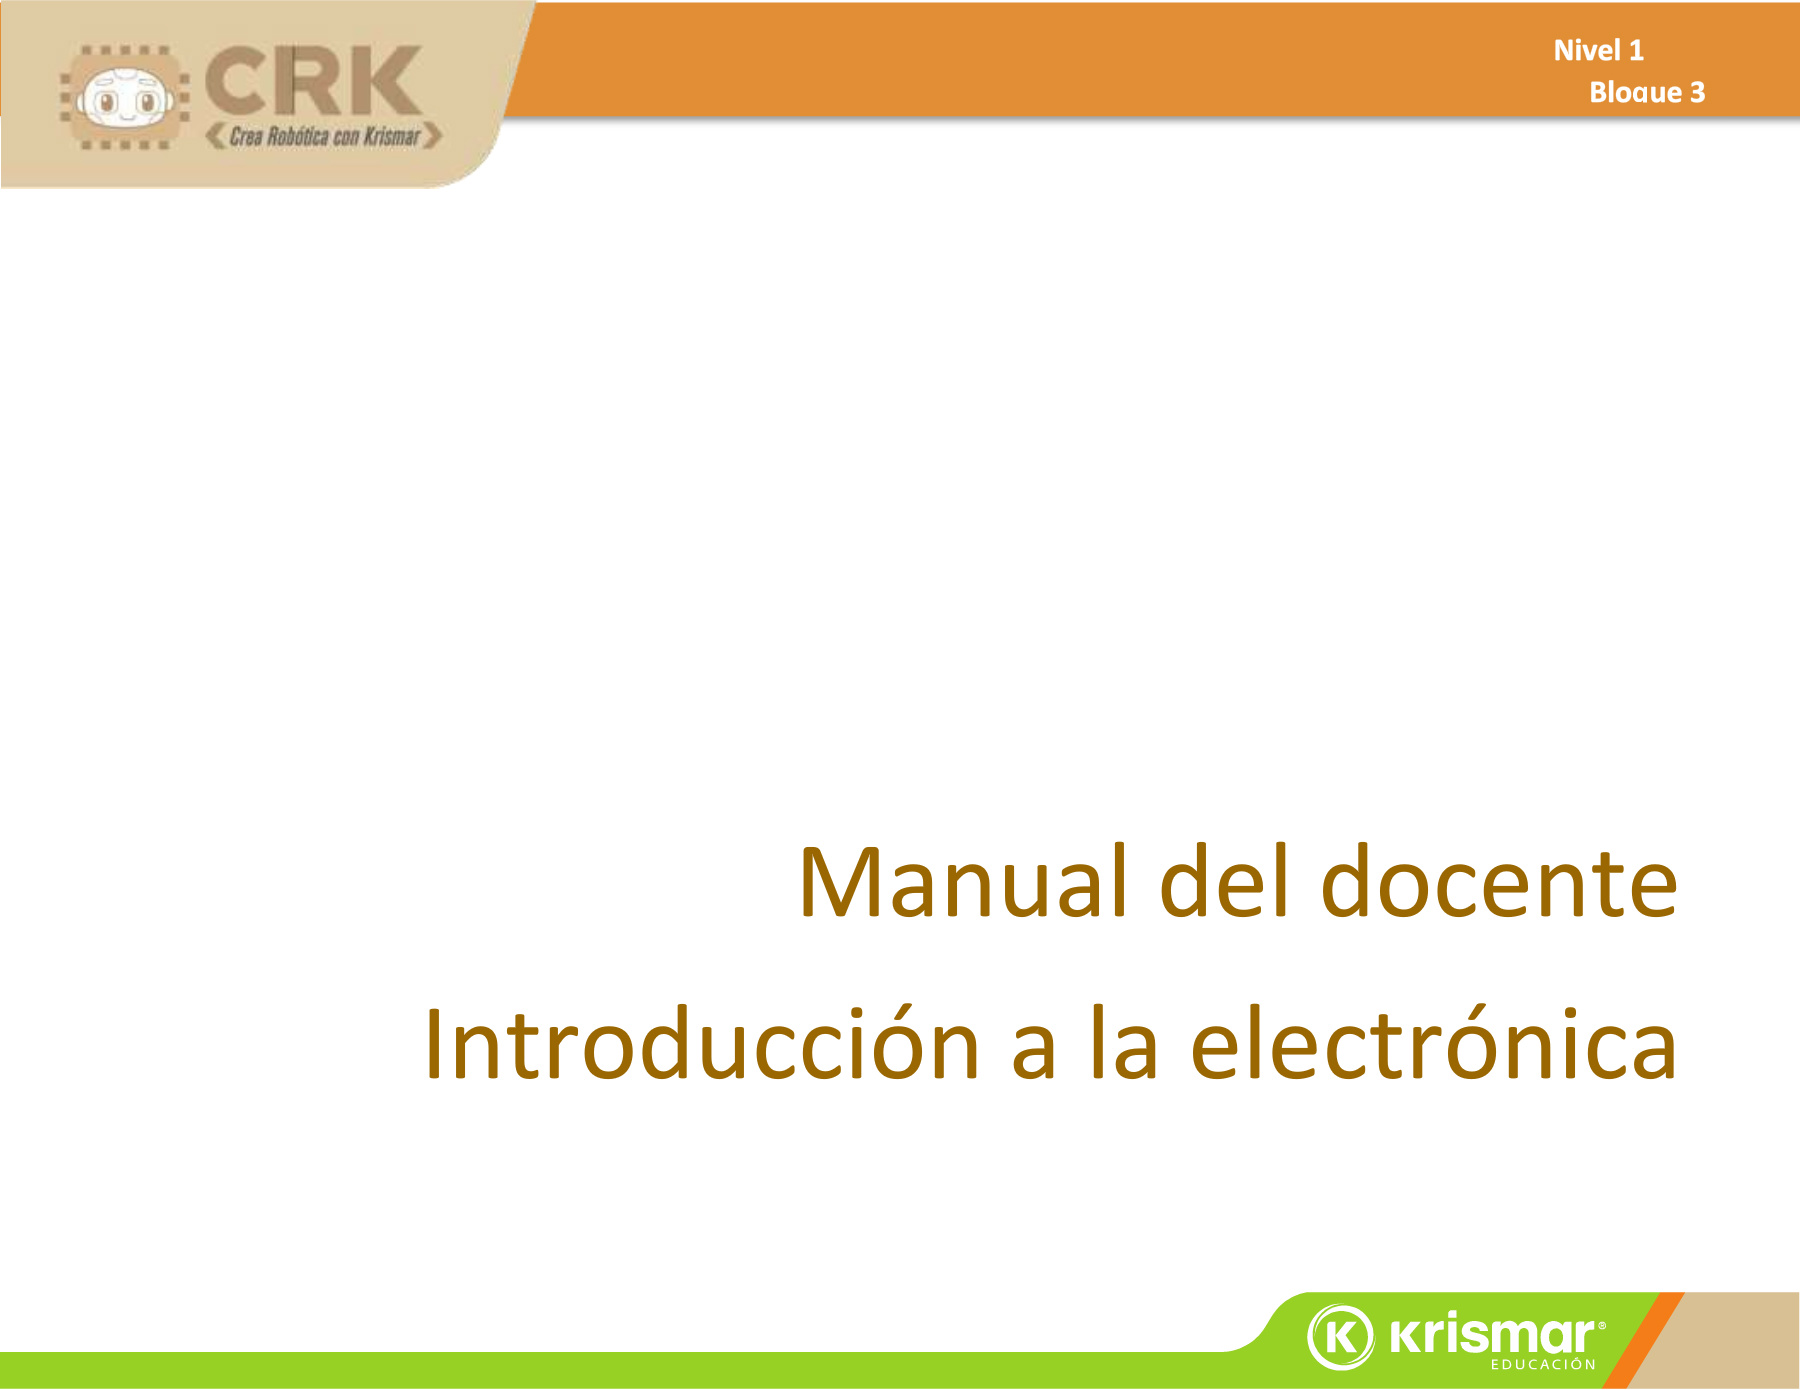 CRK
Crea Robótica con Krismar
Nivel 1
Bloque 3
Manual del docente
Introducción a la electrónica
K krismar®
EDUCACIÓN